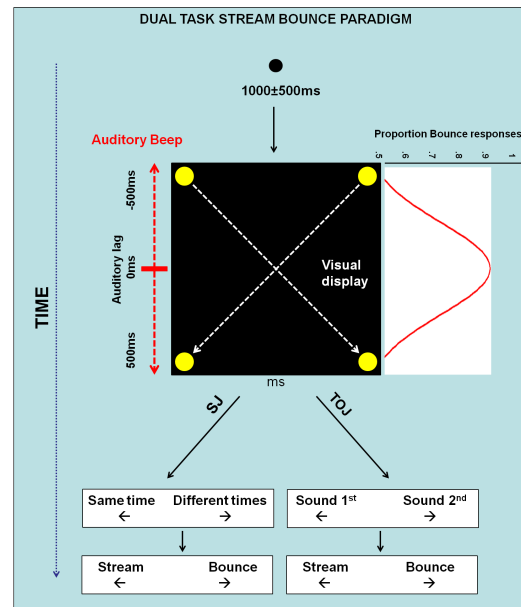 DUAL TASK STREAM BOUNCE PARADIGM
1000±500ms
Proportion Bounce responses
Auditory Beep
.5 .6 .7 .8 .9 1
-500ms
0ms
500ms
Auditory lag
TIME
Visual
display
ms
SJ
TOJ
Same time Different times
← →
Sound 1st Sound 2nd
← →
Stream Bounce
← →
Stream Bounce
← →